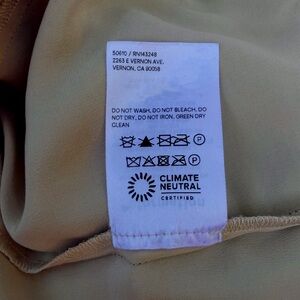 50610 / RN143248
2263 E VERNON AVE.
VERNON, CA 90058
DO NOT WASH, DO NOT BLEACH, DO
NOT DRY, DO NOT IRON, GREEN DRY
CLEAN
P
P
CLIMATE
NEUTRAL
CERTIFIED